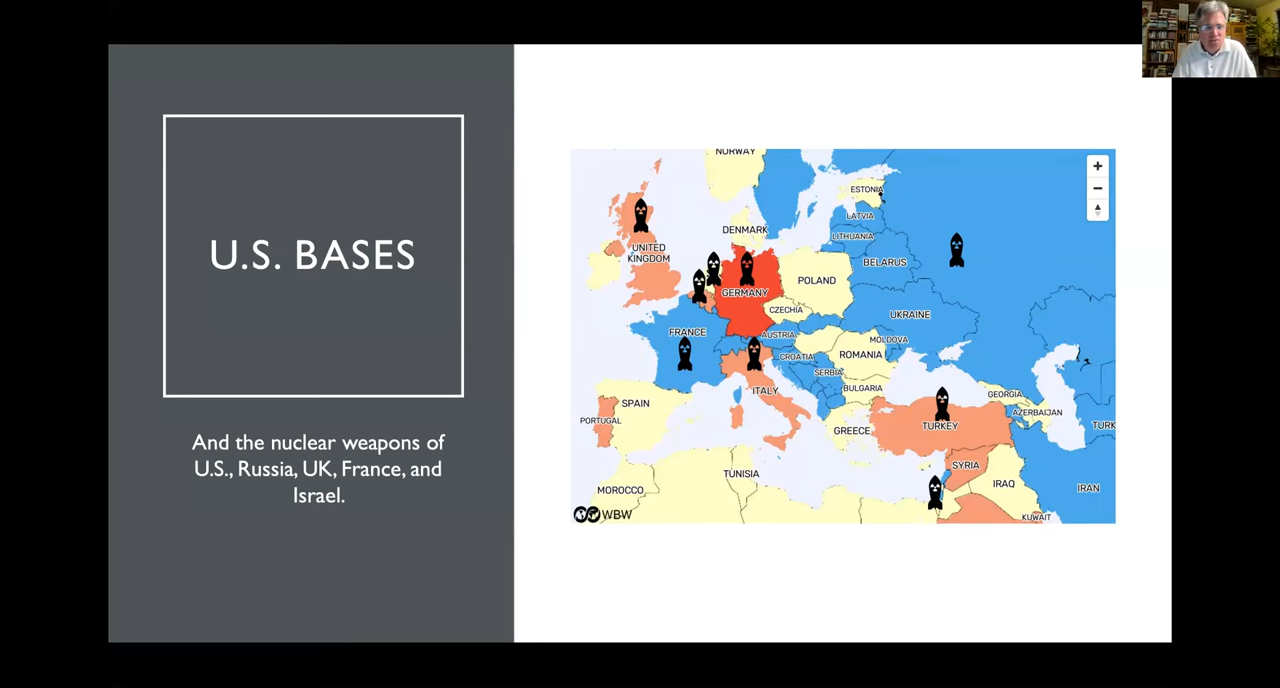 U.S. BASES
And the nuclear weapons of
U.S., Russia, UK, France, and
Israel.
NORWAY
ESTONIA
LATVIA
DENMARK
LITHUANIA
UNITED
KINGDOM
BELARUS
POLAND
GERMANY
CZECHIA
UKRAINE
FRANCE
AUSTRIA
MOLDOVA
CROATIA
ROMANIA
SERBIA
ITALY
BULGARIA
GEORGIA
SPAIN
AZERBAIJAN
PORTUGAL
GREECE
TURKEY
TURK
SYRIA
TUNISIA
IRAQ
IRAN
MOROCCO
WBW
KUWAIT
+
−